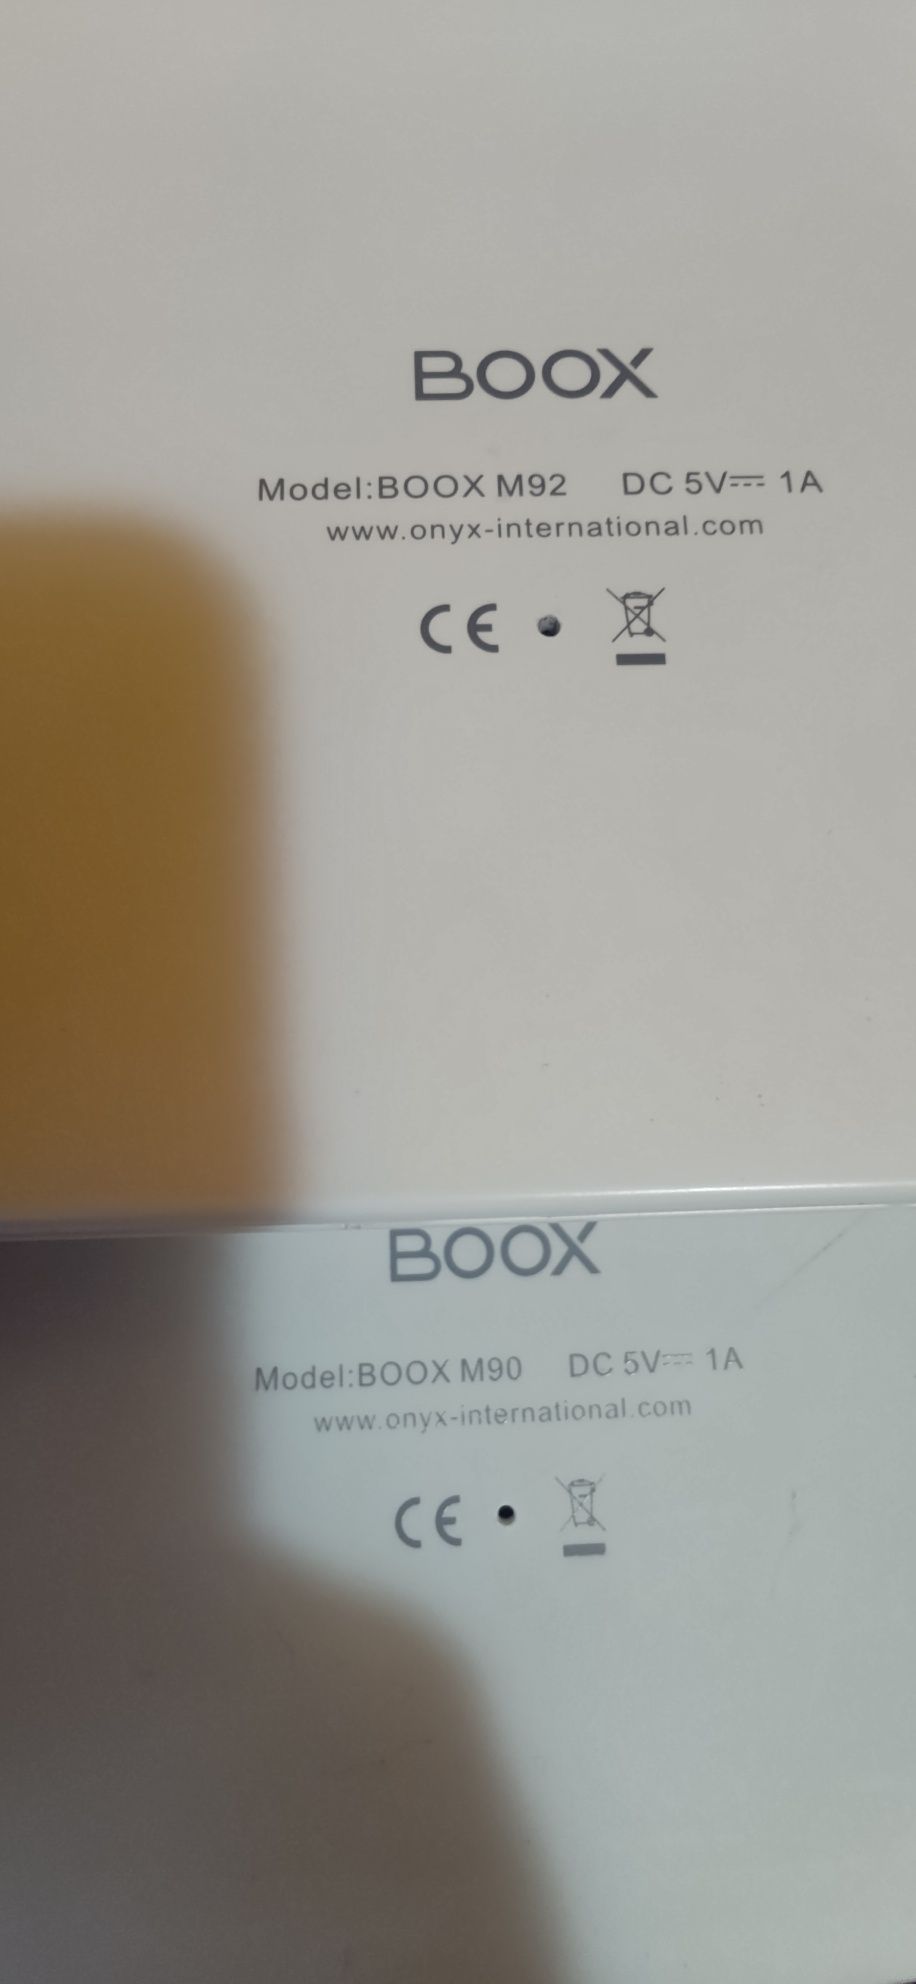 BOOX
Model:BOOX M92 DC 5V⎓ 1A
www.onyx-international.com
CE
BOOX
Model:BOOX M90 DC 5V⎓ 1A
www.onyx-international.com
CE